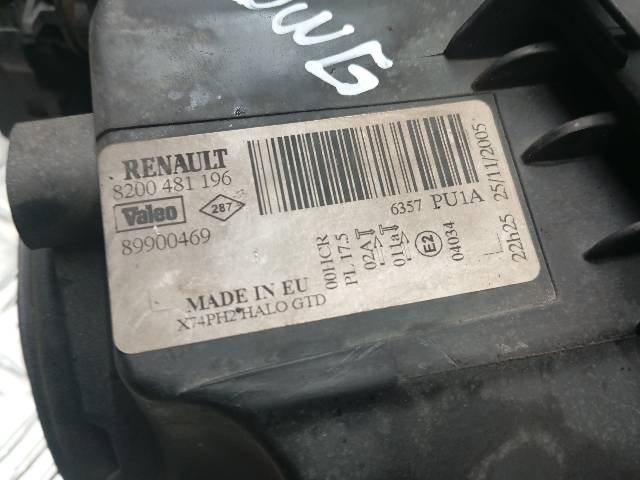 RENAULT
8200 481 196
Valeo
287
89900469
MADE IN EU
X74PH2 HALO GTD
6357 PU1A
00HCR
PL 17.5
02A
011a
E2
04034
22h25 25/11/2005